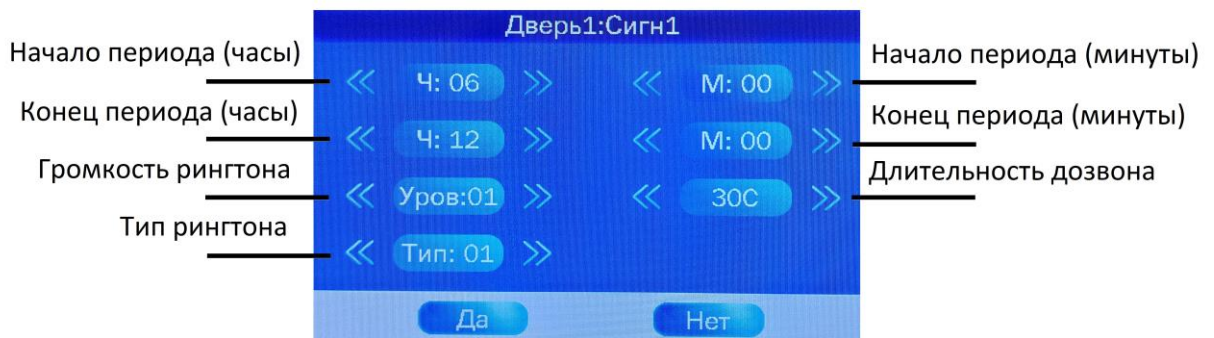 Дверь1:Сигн1
Начало периода (часы)
« Ч: 06 » « М: 00 »
Начало периода (минуты)
Конец периода (часы)
« Ч: 12 » « М: 00 »
Конец периода (минуты)
Громкость рингтона
« Уров:01 » « 30С »
Длительность дозвона
Тип рингтона
« Тип: 01 »
Да Нет